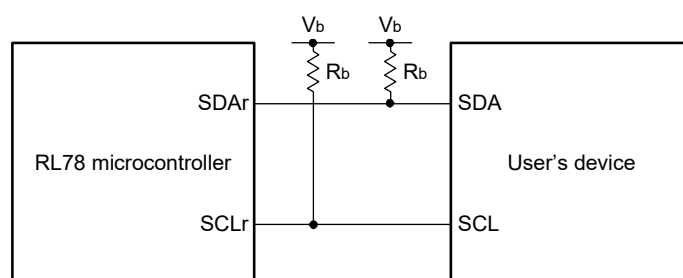 Vb Vb
Rb Rb
SDAr SDA
RL78 microcontroller User’s device
SCLr SCL